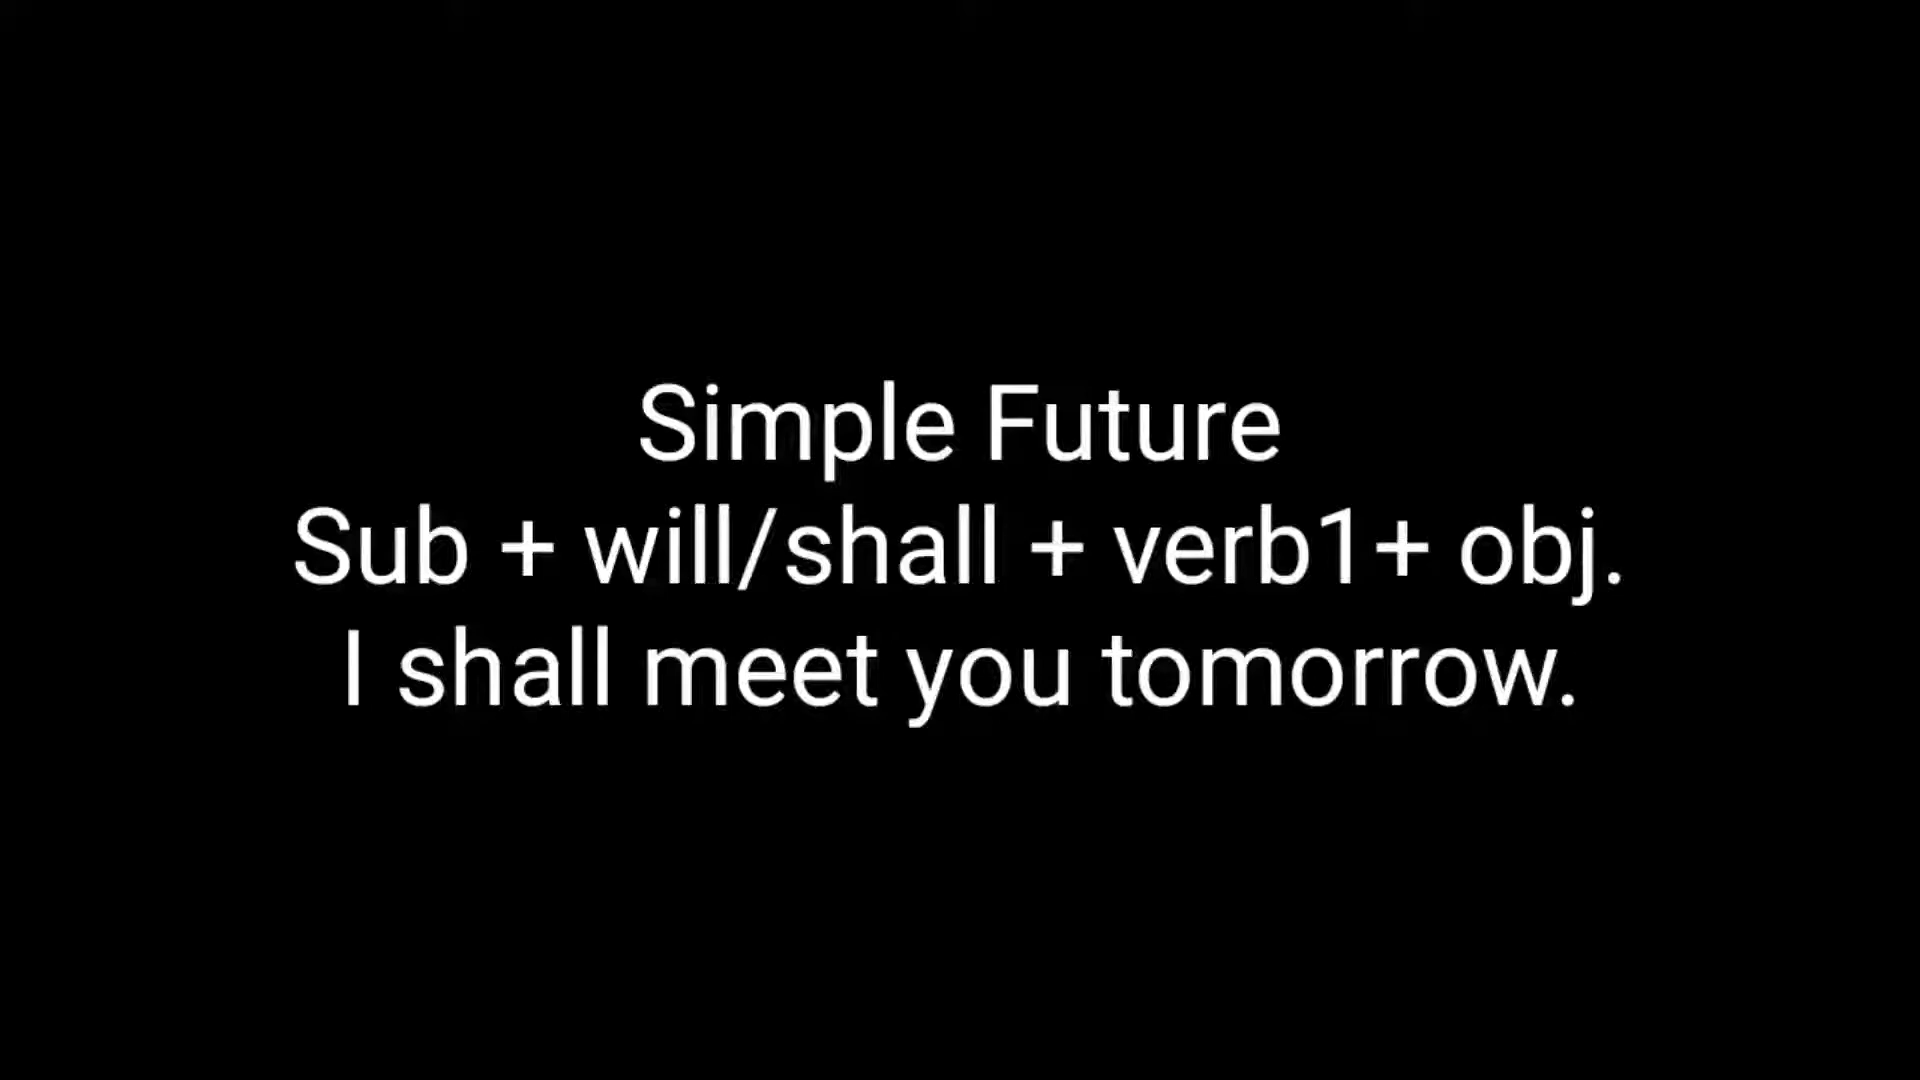 Simple Future
Sub + will/shall + verb1+ obj.
I shall meet you tomorrow.